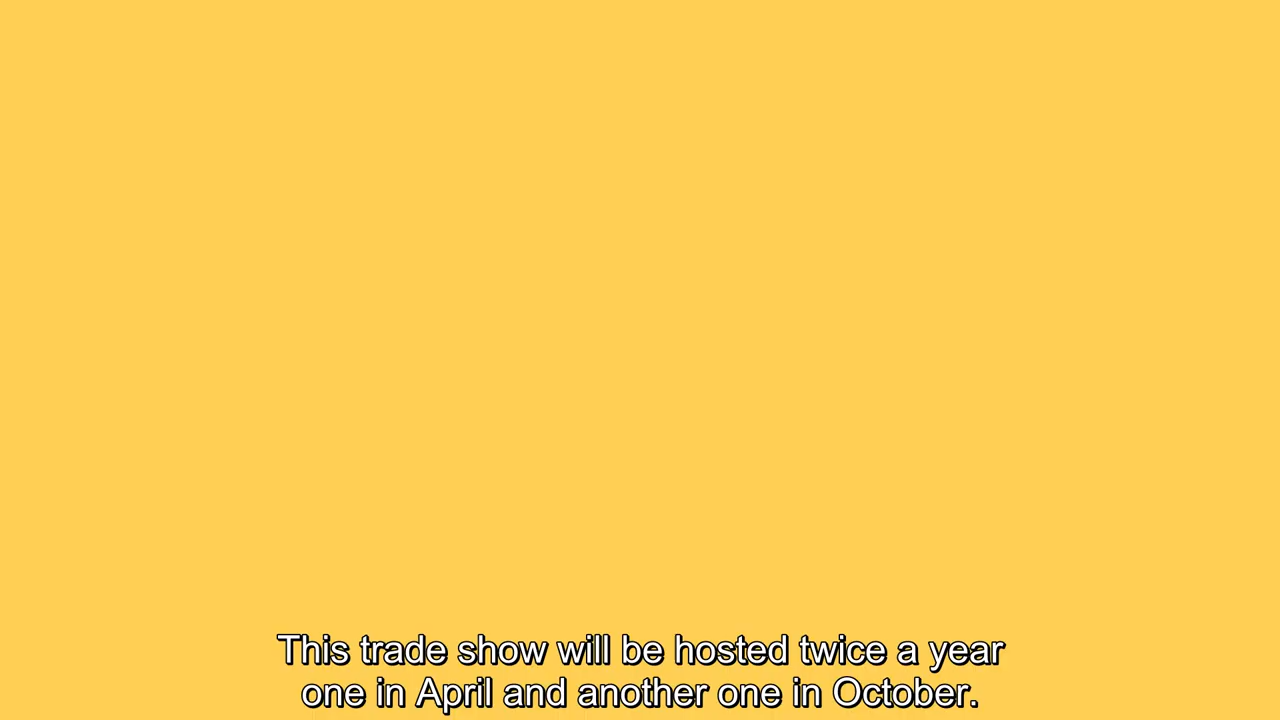 This trade show will be hosted twice a year
one in April and another one in October.